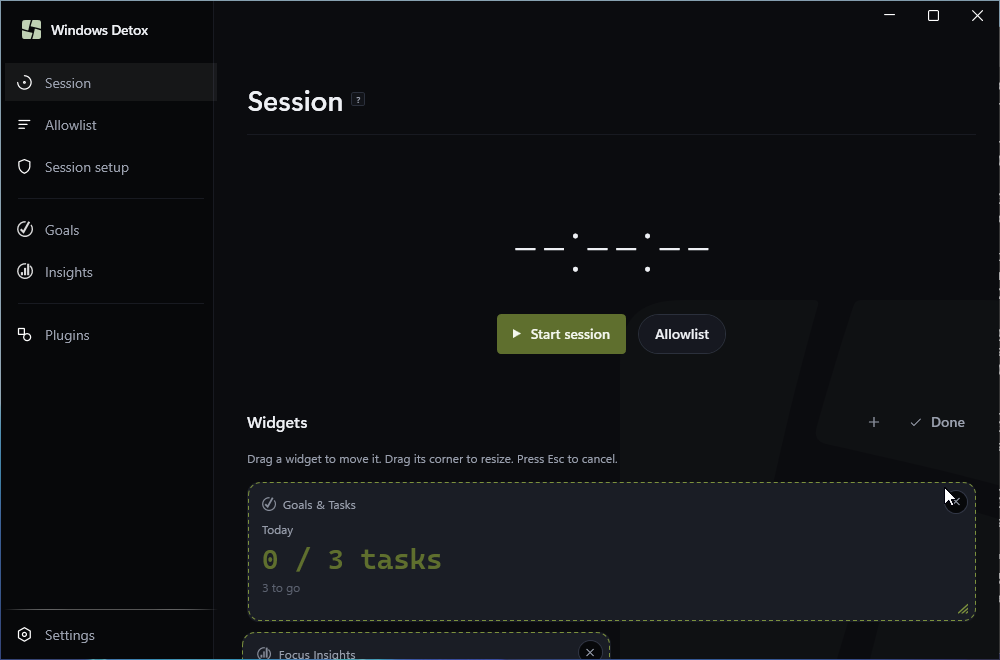 Windows Detox
Session
Allowlist
Session setup
Goals
Insights
Plugins
Settings
Session ?
— — : — — : — —
Start session
Allowlist
Widgets
Done
Drag a widget to move it. Drag its corner to resize. Press Esc to cancel.
Goals & Tasks
Today
0 / 3 tasks
3 to go
Focus Insights